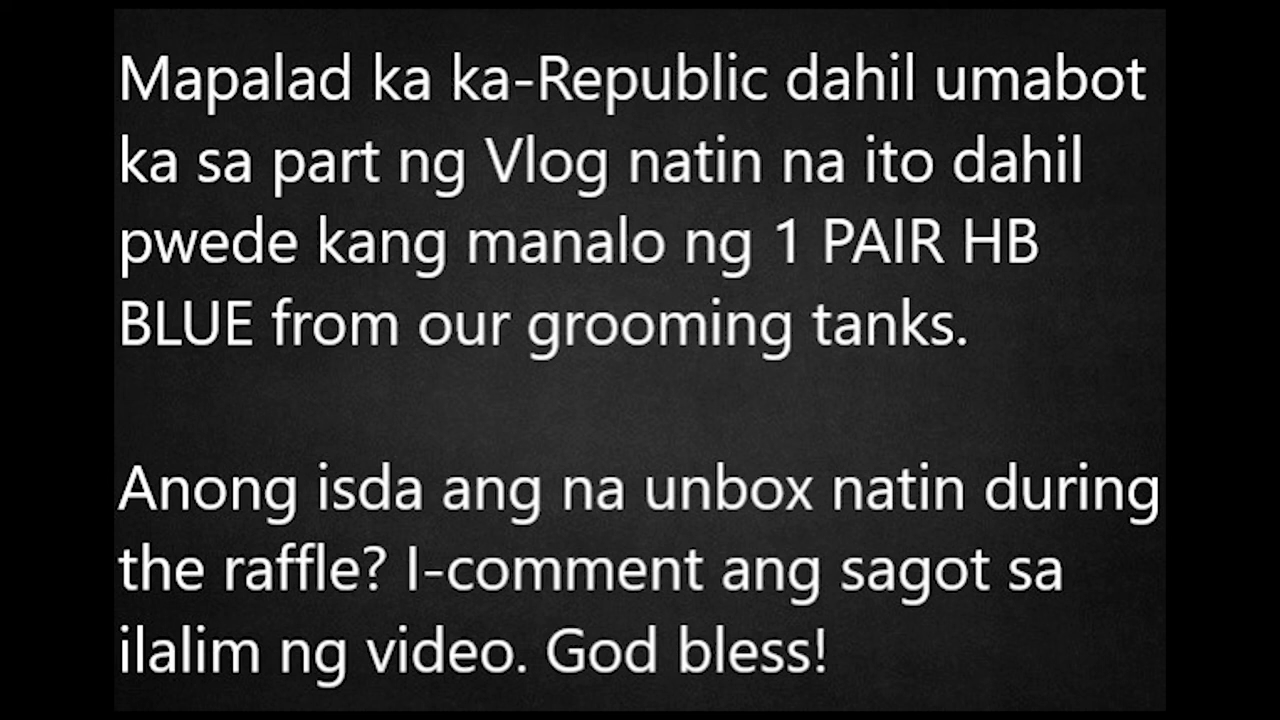 Mapalad ka ka-Republic dahil umabot
ka sa part ng Vlog natin na ito dahil
pwede kang manalo ng 1 PAIR HB
BLUE from our grooming tanks.
Anong isda ang na unbox natin during
the raffle? I-comment ang sagot sa
ilalim ng video. God bless!